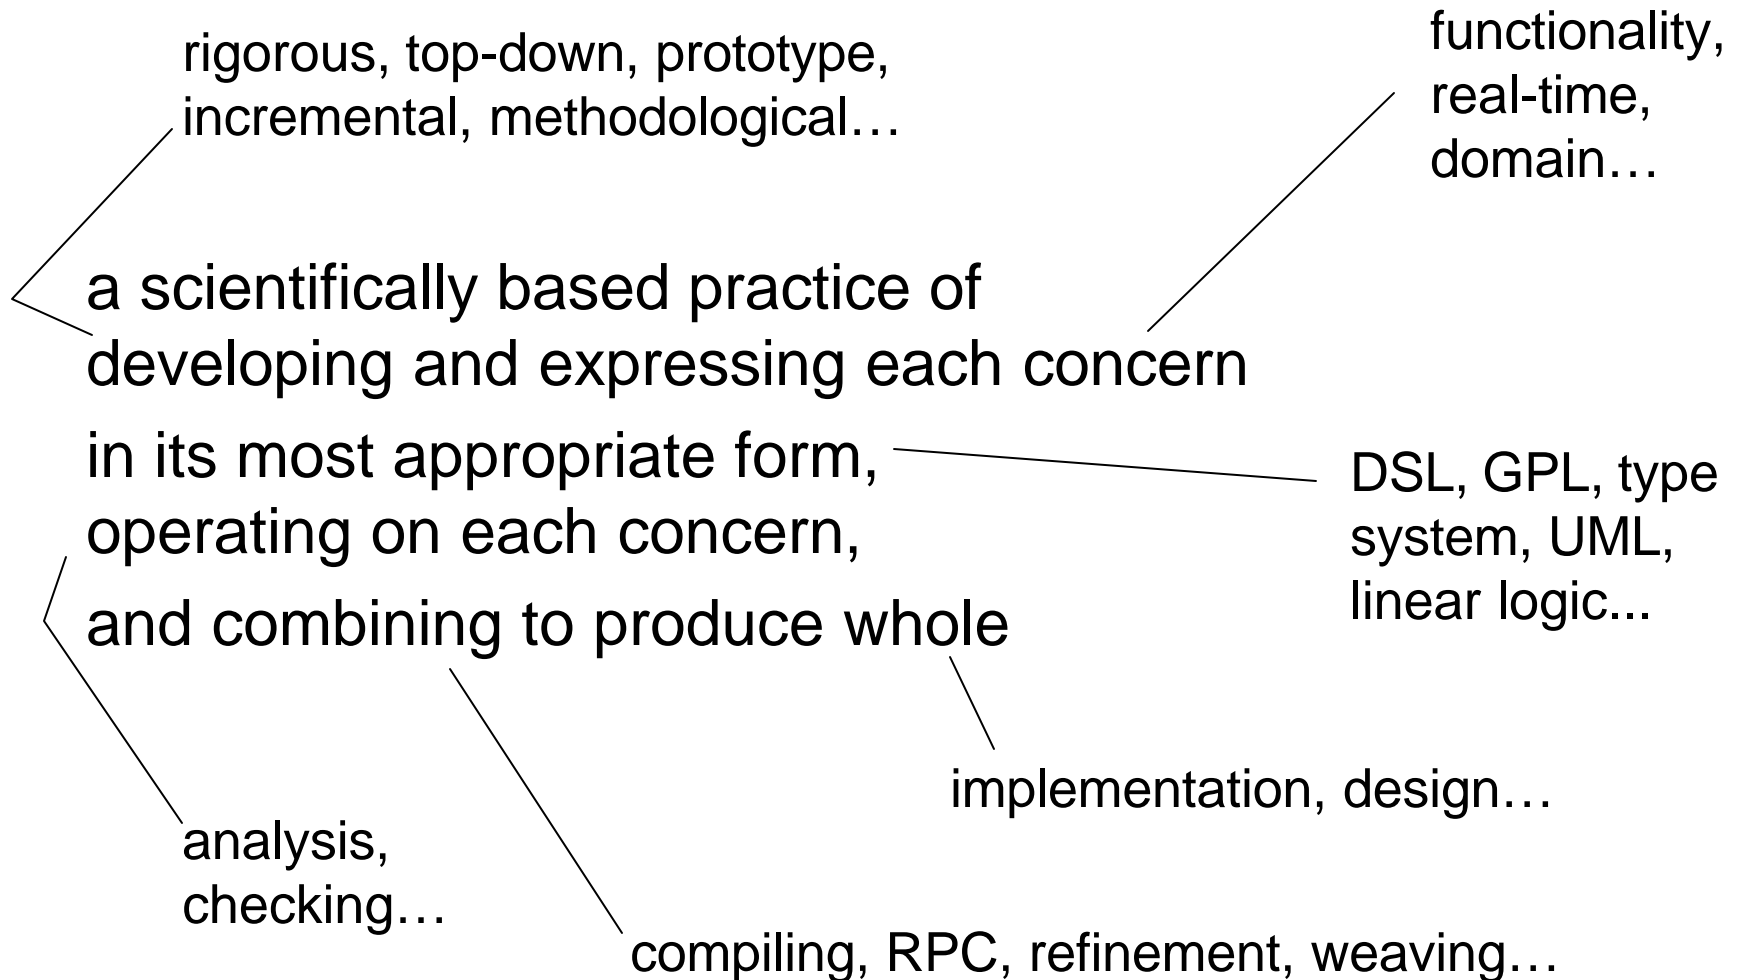 rigorous, top-down, prototype,
incremental, methodological…
functionality,
real-time,
domain…
a scientifically based practice of
developing and expressing each concern
in its most appropriate form,
operating on each concern,
and combining to produce whole
DSL, GPL, type
system, UML,
linear logic...
implementation, design…
analysis,
checking…
compiling, RPC, refinement, weaving…